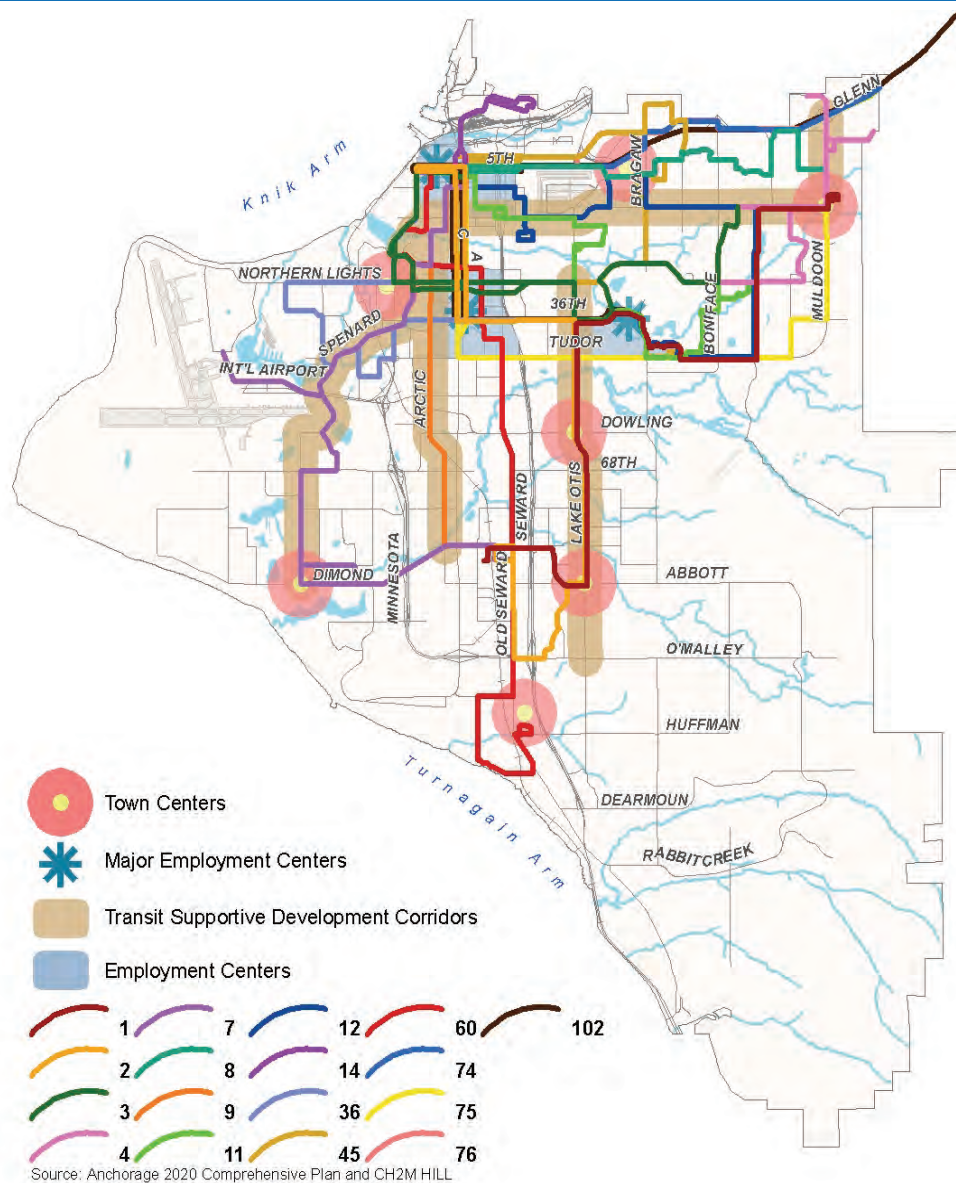 GLENN
Knik Arm
5TH
BRAGAW
C
A
NORTHERN LIGHTS
36TH
BONIFACE
MULDOON
SPENARD
TUDOR
INT'L AIRPORT
ARCTIC
DOWLING
68TH
SEWARD
LAKE OTIS
MINNESOTA
DIMOND
OLD SEWARD
ABBOTT
O'MALLEY
HUFFMAN
Turnagain Arm
DEARMOUN
RABBITCREEK
Town Centers
Major Employment Centers
Transit Supportive Development Corridors
Employment Centers
1 7 12 60 102
2 8 14 74
3 9 36 75
4 11 45 76
Source: Anchorage 2020 Comprehensive Plan and CH2M HILL